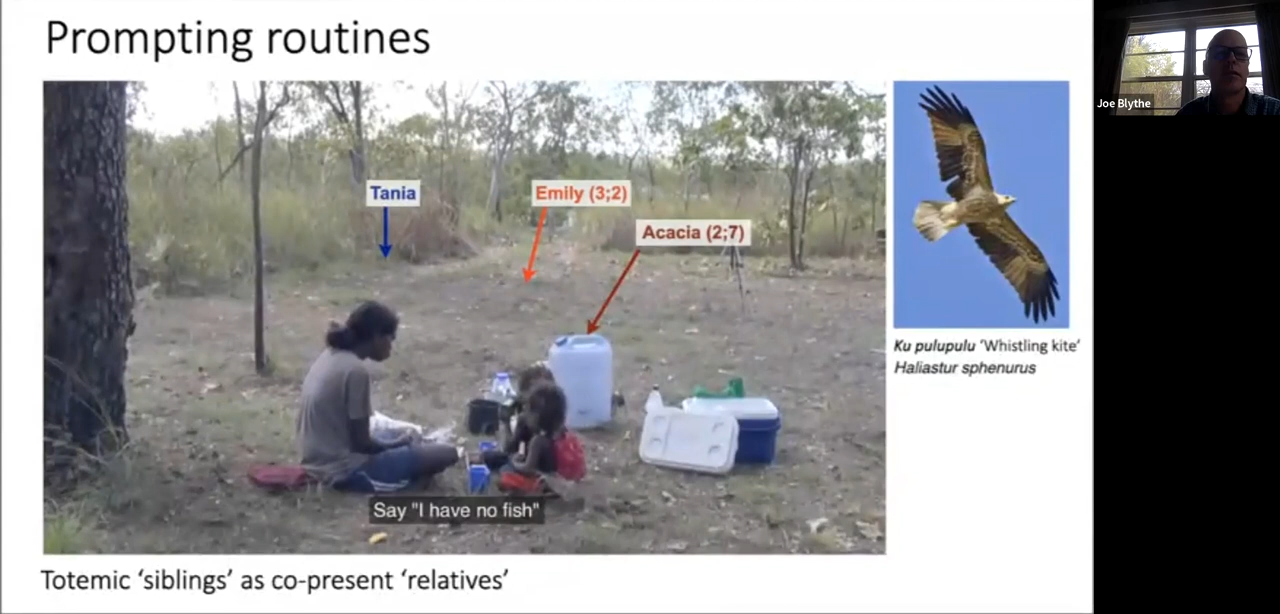 Prompting routines
Tania
Emily (3;2)
Acacia (2;7)
Say "I have no fish"
Ku pulupulu ‘Whistling kite’
Haliastur sphenurus
Totemic ‘siblings’ as co-present ‘relatives’
Joe Blythe